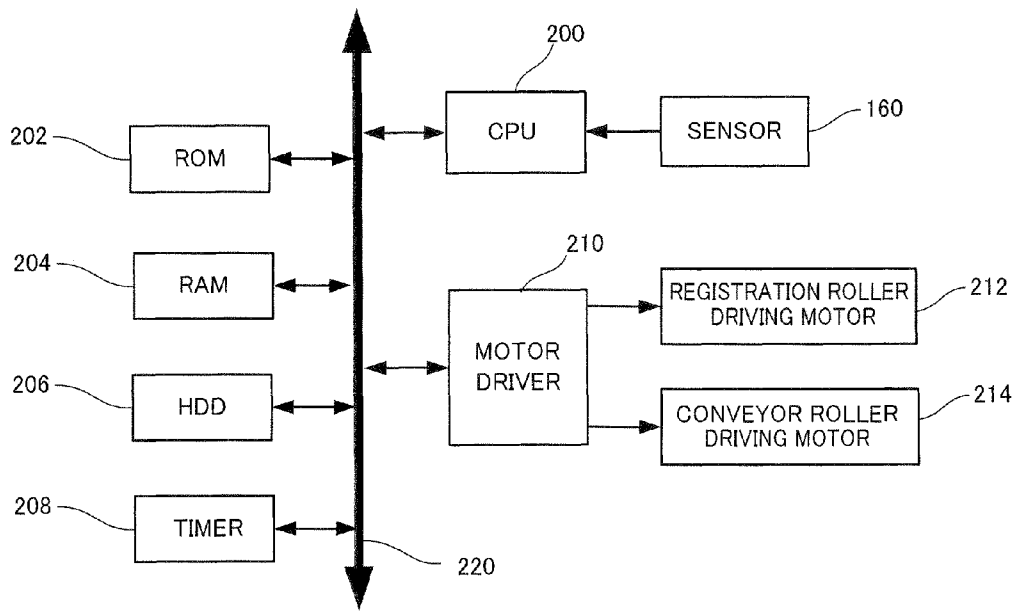 200
202
ROM
CPU
SENSOR
160
204
RAM
210
REGISTRATION ROLLER
DRIVING MOTOR
212
MOTOR
DRIVER
206
HDD
CONVEYOR ROLLER
DRIVING MOTOR
214
208
TIMER
220